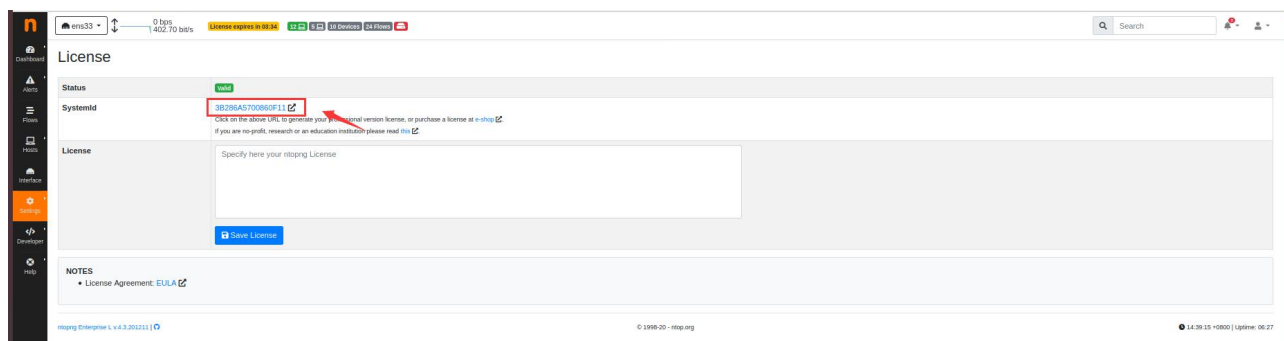 n
ens33
0 bps
402.70 bit/s
License expires in 03:34
12
5
10 Devices
24 Flows
Search
Dashboard
Alerts
Flows
Hosts
Interface
Settings
Developer
Help
License
Status
Valid
SystemId
3B286A5700860F11
Click on the above URL to generate your professional version license, or purchase a license at e-shop.
If you are no-profit, research or an education institution please read this.
License
Specify here your ntopng License
Save License
NOTES
License Agreement: EULA
ntopng Enterprise L v.4.3.201211 |
© 1998-20 - ntop.org
14:39:15 +0800 | Uptime: 06:27